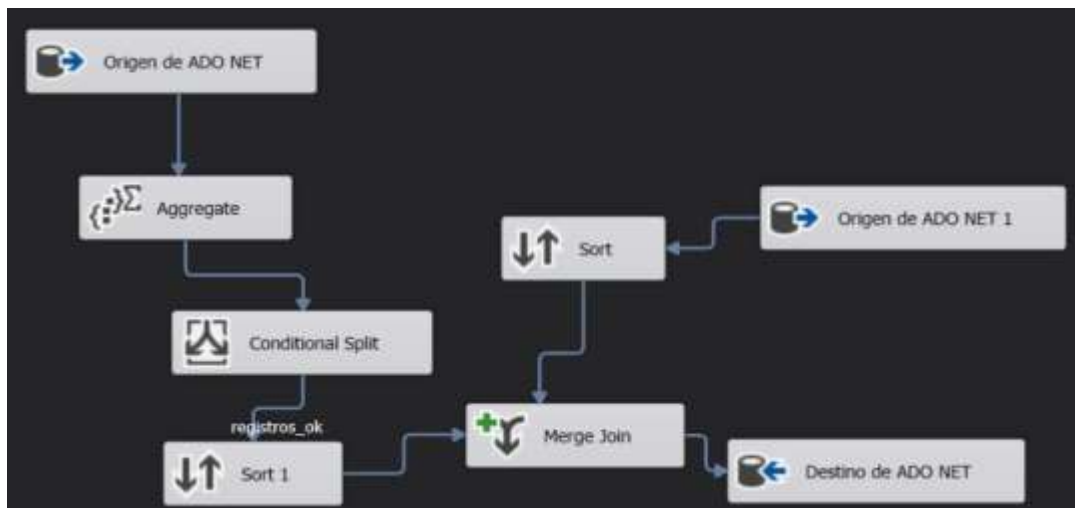 Origen de ADO NET
Aggregate
Origen de ADO NET 1
Sort
Conditional Split
registros_ok
Merge Join
Sort 1
Destino de ADO NET